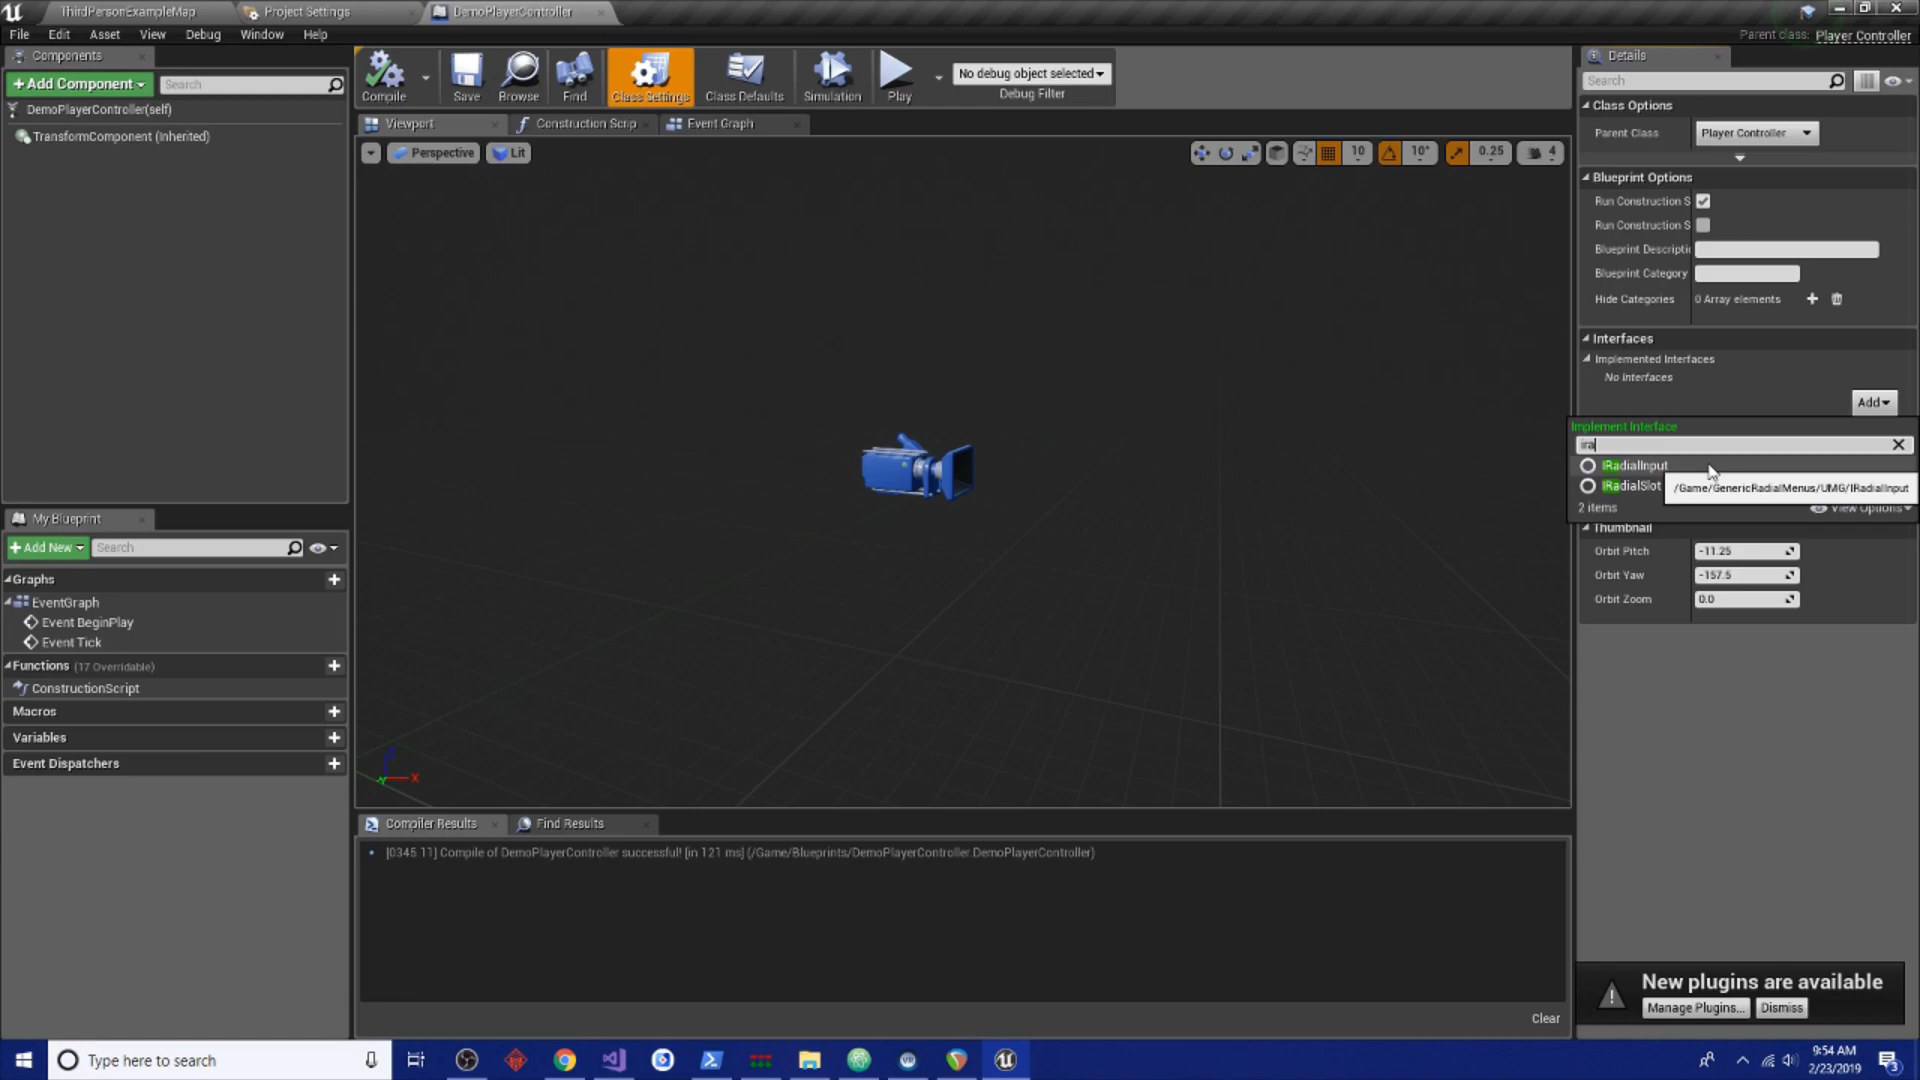 ThirdPersonExampleMap
Project Settings
DemoPlayerController
File Edit Asset View Debug Window Help
Parent class: Player Controller
Components
+Add Component
Search
DemoPlayerController(self)
TransformComponent (Inherited)
My Blueprint
+Add New
Search
Graphs
EventGraph
Event BeginPlay
Event Tick
Functions (17 Overridable)
ConstructionScript
Macros
Variables
Event Dispatchers
Compile
Save
Browse
Find
Class Settings
Class Defaults
Simulation
Play
No debug object selected
Debug Filter
Viewport
Construction Scrip
Event Graph
Perspective
Lit
10
10°
0.25
4
X
Compiler Results
Find Results
[0345.11] Compile of DemoPlayerController successful! [in 121 ms] (/Game/Blueprints/DemoPlayerController.DemoPlayerController)
Clear
Details
Search
Class Options
Parent Class Player Controller
Blueprint Options
Run Construction S
Run Construction S
Blueprint Descripti
Blueprint Category
Hide Categories 0 Array elements
Interfaces
Implemented Interfaces
No Interfaces
Add
Implement Interface
ira
IRadialInput
IRadialSlot
/Game/GenericRadialMenus/UMG/IRadialInput
2 items
View Options
Thumbnail
Orbit Pitch -11.25
Orbit Yaw -157.5
Orbit Zoom 0.0
New plugins are available
Manage Plugins...
Dismiss
Type here to search
9:54 AM
2/23/2019
3